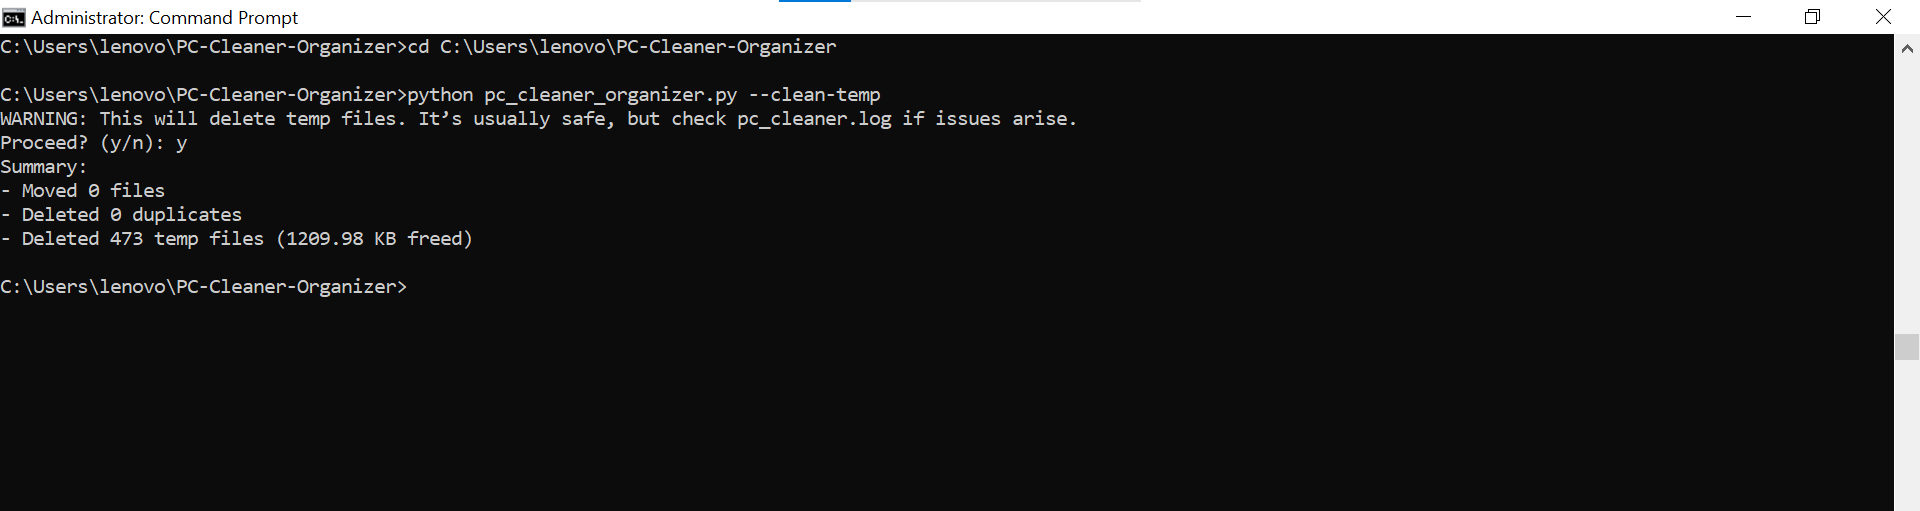 Administrator: Command Prompt
C:\Users\lenovo\PC-Cleaner-Organizer>cd C:\Users\lenovo\PC-Cleaner-Organizer
C:\Users\lenovo\PC-Cleaner-Organizer>python pc_cleaner_organizer.py --clean-temp
WARNING: This will delete temp files. It’s usually safe, but check pc_cleaner.log if issues arise.
Proceed? (y/n): y
Summary:
- Moved 0 files
- Deleted 0 duplicates
- Deleted 473 temp files (1209.98 KB freed)
C:\Users\lenovo\PC-Cleaner-Organizer>